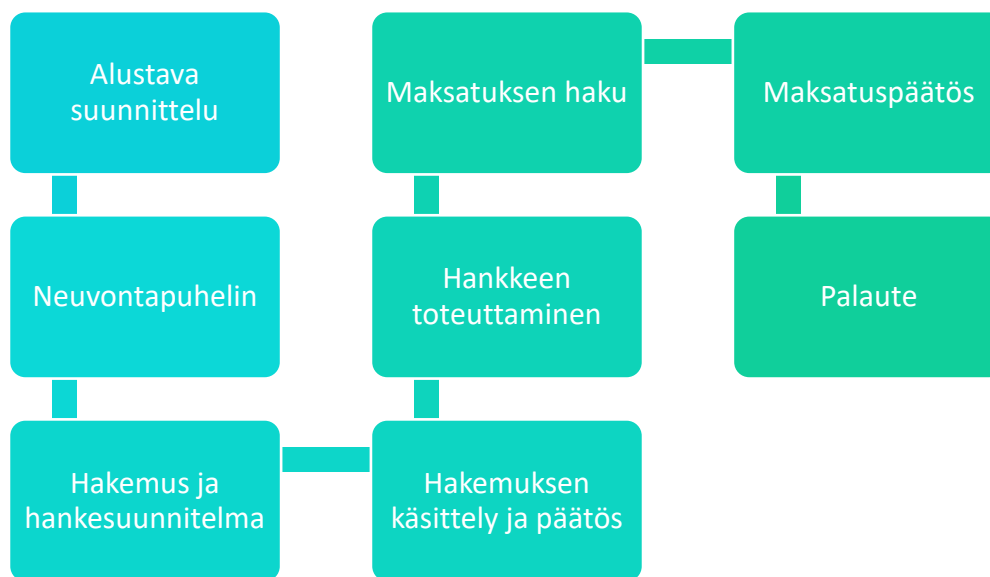 Alustava
suunnittelu
Neuvontapuhelin
Hakemus ja
hankesuunnitelma
Hakemuksen
käsittely ja päätös
Hankkeen
toteuttaminen
Maksatuksen haku
Maksatuspäätös
Palaute